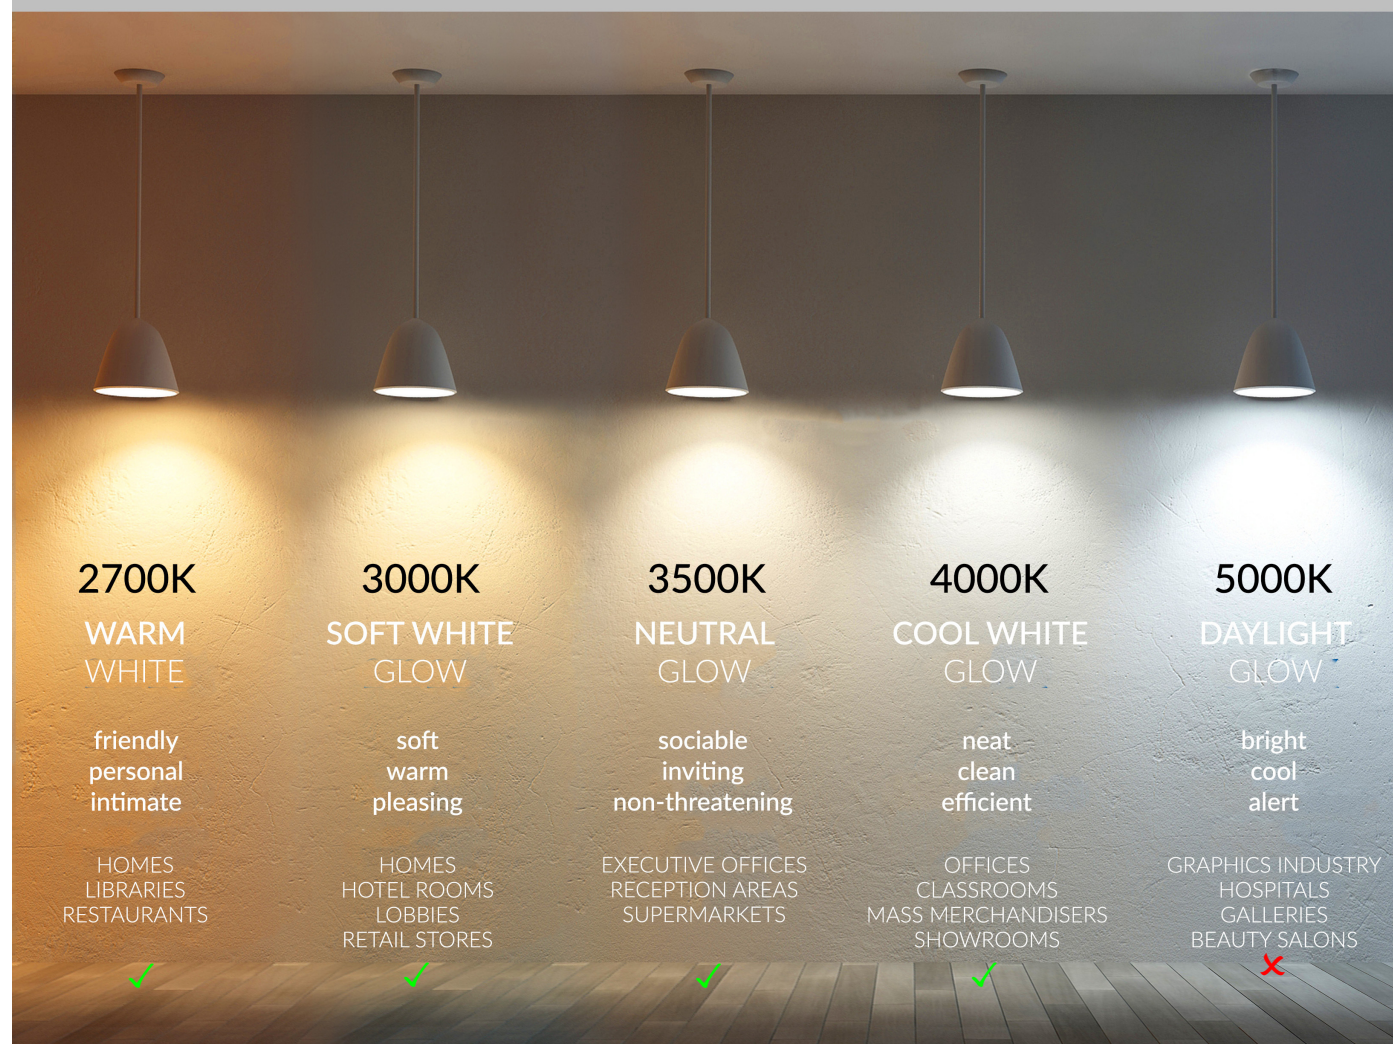 2700K
WARM
WHITE
friendly
personal
intimate
HOMES
LIBRARIES
RESTAURANTS
3000K
SOFT WHITE
GLOW
soft
warm
pleasing
HOMES
HOTEL ROOMS
LOBBIES
RETAIL STORES
3500K
NEUTRAL
GLOW
sociable
inviting
non-threatening
EXECUTIVE OFFICES
RECEPTION AREAS
SUPERMARKETS
4000K
COOL WHITE
GLOW
neat
clean
efficient
OFFICES
CLASSROOMS
MASS MERCHANDISERS
SHOWROOMS
5000K
DAYLIGHT
GLOW
bright
cool
alert
GRAPHICS INDUSTRY
HOSPITALS
GALLERIES
BEAUTY SALONS